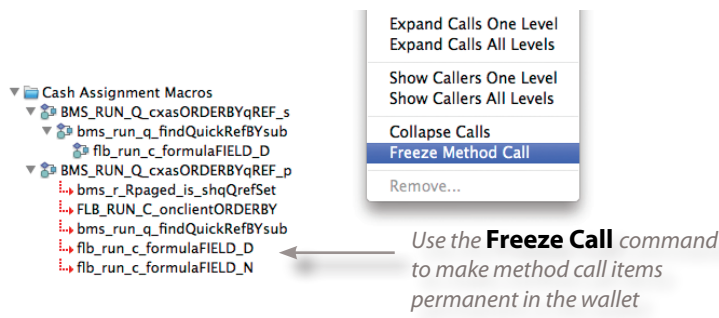 Expand Calls One Level
Expand Calls All Levels
Show Callers One Level
Show Callers All Levels
Collapse Calls
Freeze Method Call
Remove...
Cash Assignment Macros
BMS_RUN_Q_cxasORDERBYqREF_s
bms_run_q_findQuickRefBYsub
flb_run_c_formulaFIELD_D
BMS_RUN_Q_cxasORDERBYqREF_p
bms_r_Rpaged_is_shqQrefSet
FLB_RUN_C_onclientORDERBY
bms_run_q_findQuickRefBYsub
flb_run_c_formulaFIELD_D
flb_run_c_formulaFIELD_N
Use the Freeze Call command
to make method call items
permanent in the wallet